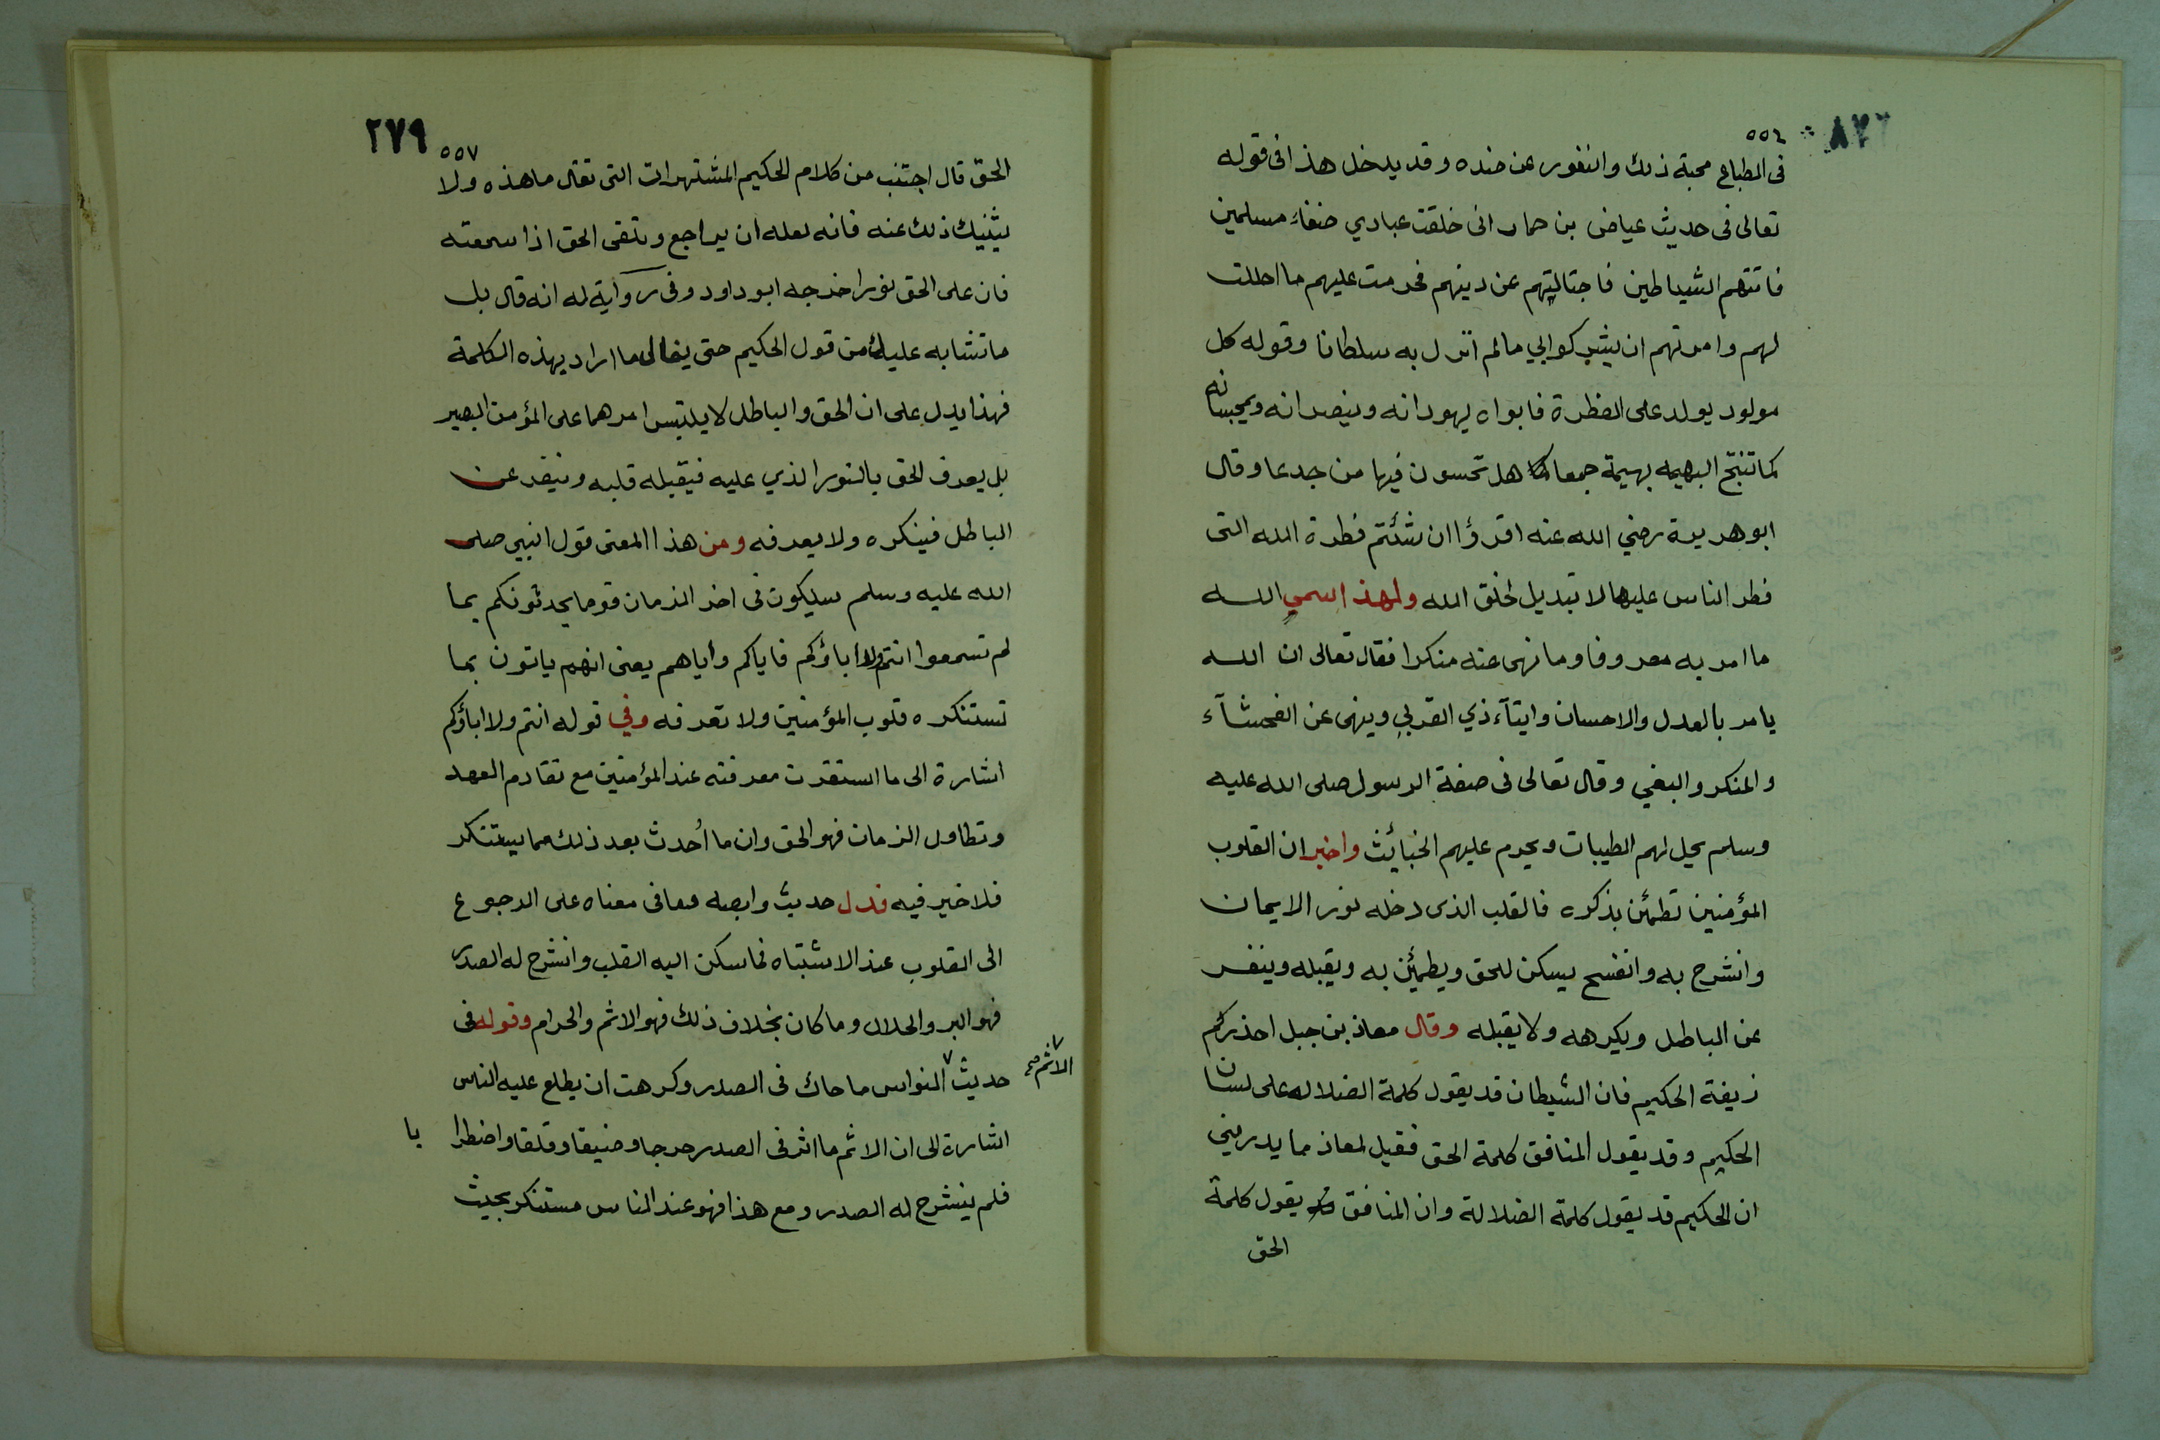 ٥٥٤
فى الطباع محبة ذلك والنفور عن ضده وقد يدخل هذا فى قوله
تعالى فى حديث عياض بن حمار انى خلقت عبادي حنفاء مسلمين
فاتتهم الشياطين فاجتالتهم عن دينهم فحرمت عليهم ما احللت
لهم وامرتهم ان يشركوا بي مالم انزل به سلطانا وقوله كل
مولود يولد على الفطرة فابواه يهودانه وينصرانه ويمجسانه
كما تنتج البهيمه بهيمة جمعا هل تحسون فيها من جدعا وقال
ابو هريرة رضي الله عنه اقرؤا ان شئتم فطرة الله التى
فطر الناس عليها لا تبديل لخلق الله ولهذا سمي الله
ما امر به معروفا وما نهى عنه منكرا فقال تعالى ان الله
يامر بالعدل والاحسان وايتآء ذي القربي وينهى عن الفحشآء
والمنكر والبغي وقال تعالى فى صفة الرسول صلى الله عليه
وسلم يحل لهم الطيبات ويحرم عليهم الخبائث واخبر ان القلوب
المؤمنين تطمئن بذكره فالقلب الذى دخله نور الايمان
وانشرح به وانفسح يسكن للحق ويطمئن به ويقبله وينفر
عن الباطل ويكرهه ولا يقبله وقال معاذ بن جبل احذركم
زيغة الحكيم فان الشيطان قد يقول كلمة الضلاله على لسان
الحكيم وقد يقول المنافق كلمة الحق فقيل لمعاذ ما يدريني
ان الحكيم قد يقول كلمة الضلالة وان المنافق قد يقول كلمة
الحق
٢٧٩
٥٥٧
الحق قال اجتنب من كلام الحكيم المشتهرات التى تقال ما هذه ولا
يثنيك ذلك عنه فانه لعله ان يراجع وتلقى الحق اذا سمعته
فان على الحق نورا اخرجه ابو داود وفى رواية له انه قال بل
ما تشابه عليك من قول الحكيم حتى يقال ما اراد بهذه الكلمة
فهذا يدل على ان الحق والباطل لا يلتبس امرهما على المؤمن البصير
بل يعرف الحق بالنور الذي عليه فيقبله قلبه وينفر عن
الباطل فينكره ولا يعرفه ومن هذا المعنى قول النبي صلى
الله عليه وسلم سيكون فى اخر الزمان قوما يحدثونكم بما
لم تسمعوا انتم ولا اباؤكم فاياكم واياهم يعنى انهم ياتون بما
تستنكره قلوب المؤمنين ولا تعرفه وفي قوله انتم ولا اباؤكم
اشارة الى ما استقرت معرفته عند المؤمنين مع تقادم العهد
وتطاول الزمان فهو الحق وان ما أحدث بعد ذلك مما يستنكر
فلا خير فيه فدل حديث وابصه وما فى معناه على الرجوع
الى القلوب عند الاشتباه فما سكن اليه القلب وانشرح له الصدر
فهو البر والحلال وما كان بخلاف ذلك فهو الاثم والحرام وقوله فى
حديث النواس ما حاك فى الصدر وكرهت ان يطلع عليه الناس
الاثم صح
اشارة الى ان الاثم ما اثر فى الصدر حرجا وضيقا وقلقا واضطرابا
فلم ينشرح له الصدر ومع هذا فهو عند الناس مستنكر بحيث